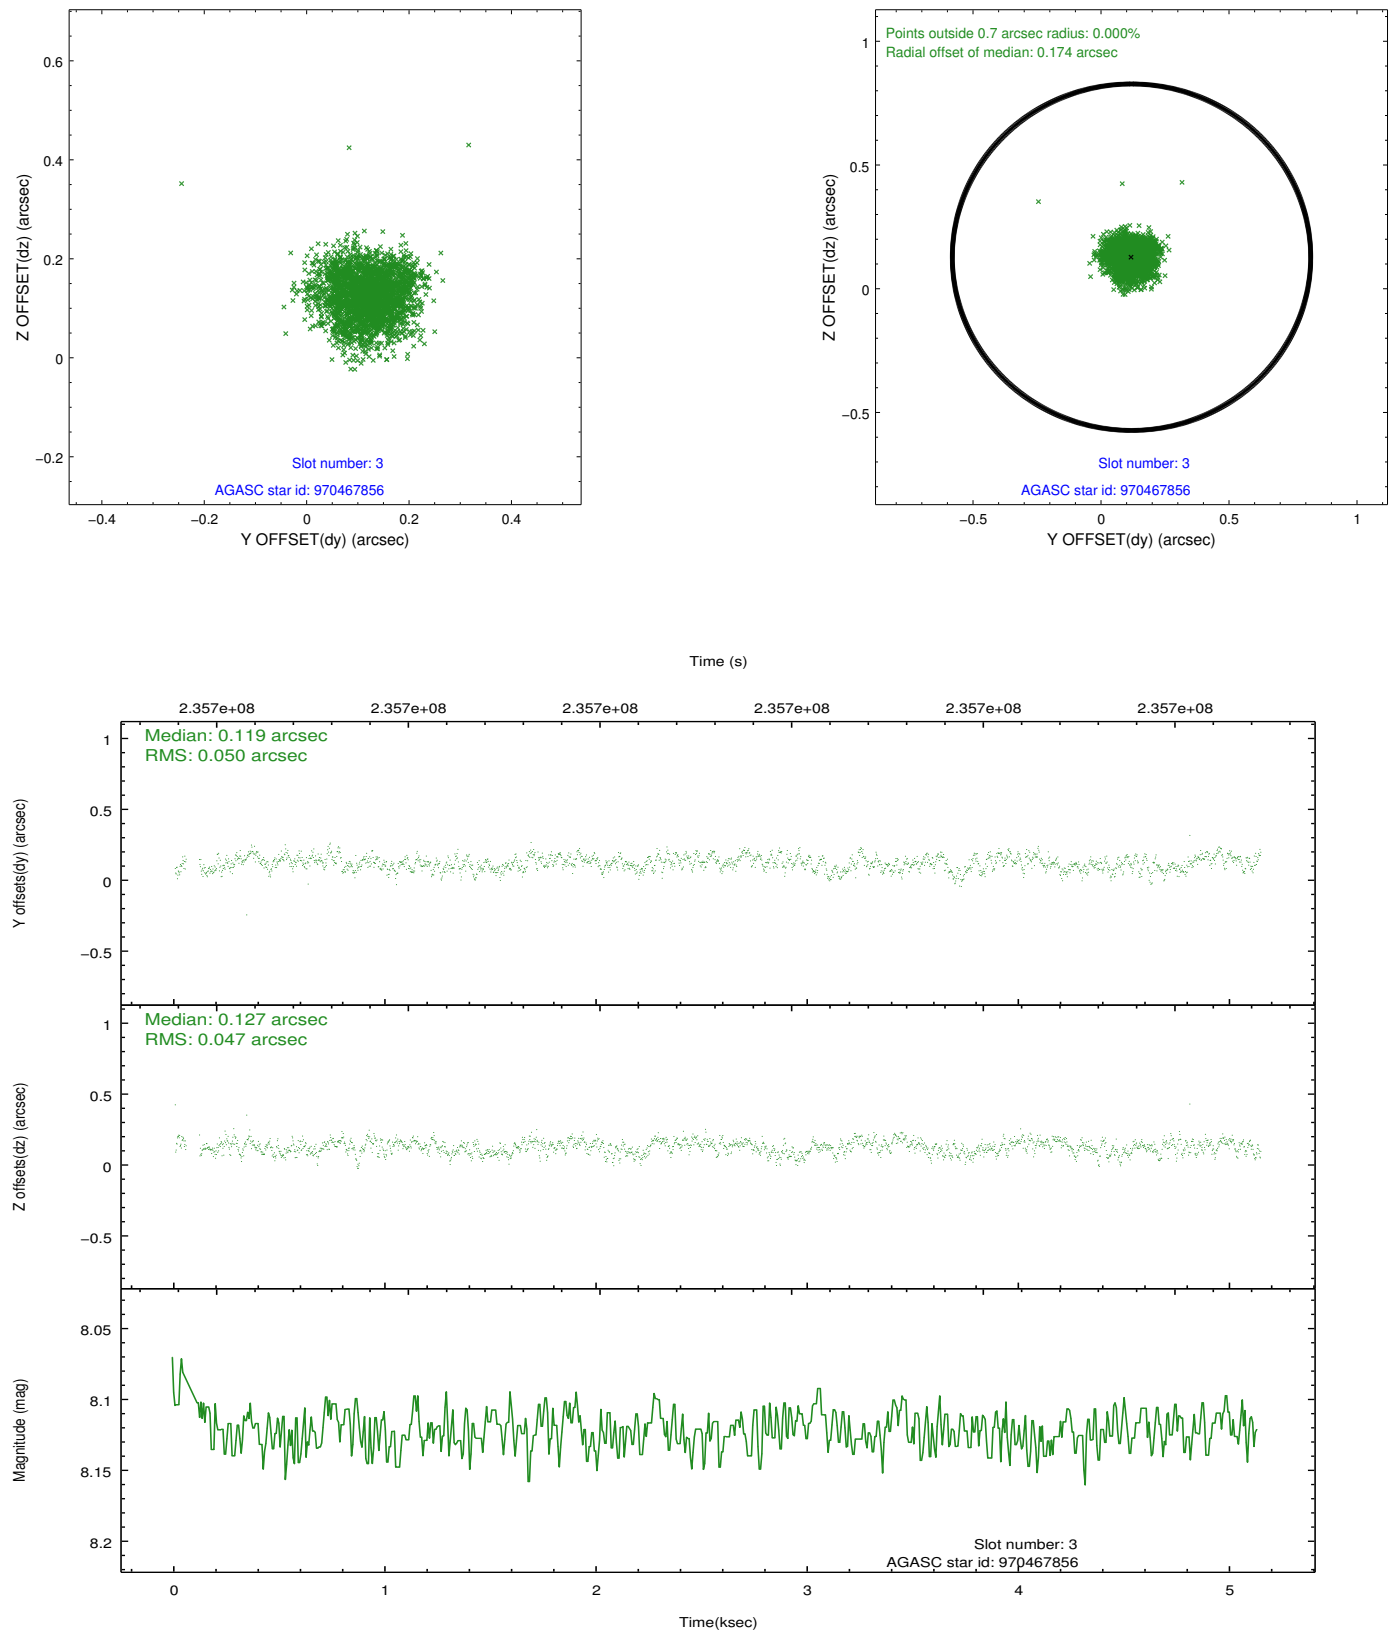 0.6
0.4
0.2
0
−0.2
Z OFFSET(dz) (arcsec)
Slot number: 3
AGASC star id: 970467856
−0.4
−0.2
0
0.2
0.4
Y OFFSET(dy) (arcsec)
Points outside 0.7 arcsec radius: 0.000%
Radial offset of median: 0.174 arcsec
1
0.5
0
−0.5
Z OFFSET(dz) (arcsec)
Slot number: 3
AGASC star id: 970467856
−0.5
0
0.5
1
Y OFFSET(dy) (arcsec)
Time (s)
2.357e+08
2.357e+08
2.357e+08
2.357e+08
2.357e+08
2.357e+08
Median: 0.119 arcsec
RMS: 0.050 arcsec
1
0.5
0
−0.5
Y offsets(dy) (arcsec)
Median: 0.127 arcsec
RMS: 0.047 arcsec
1
0.5
0
−0.5
Z offsets(dz) (arcsec)
8.05
8.1
8.15
8.2
Magnitude (mag)
Slot number: 3
AGASC star id: 970467856
0
1
2
3
4
5
Time(ksec)